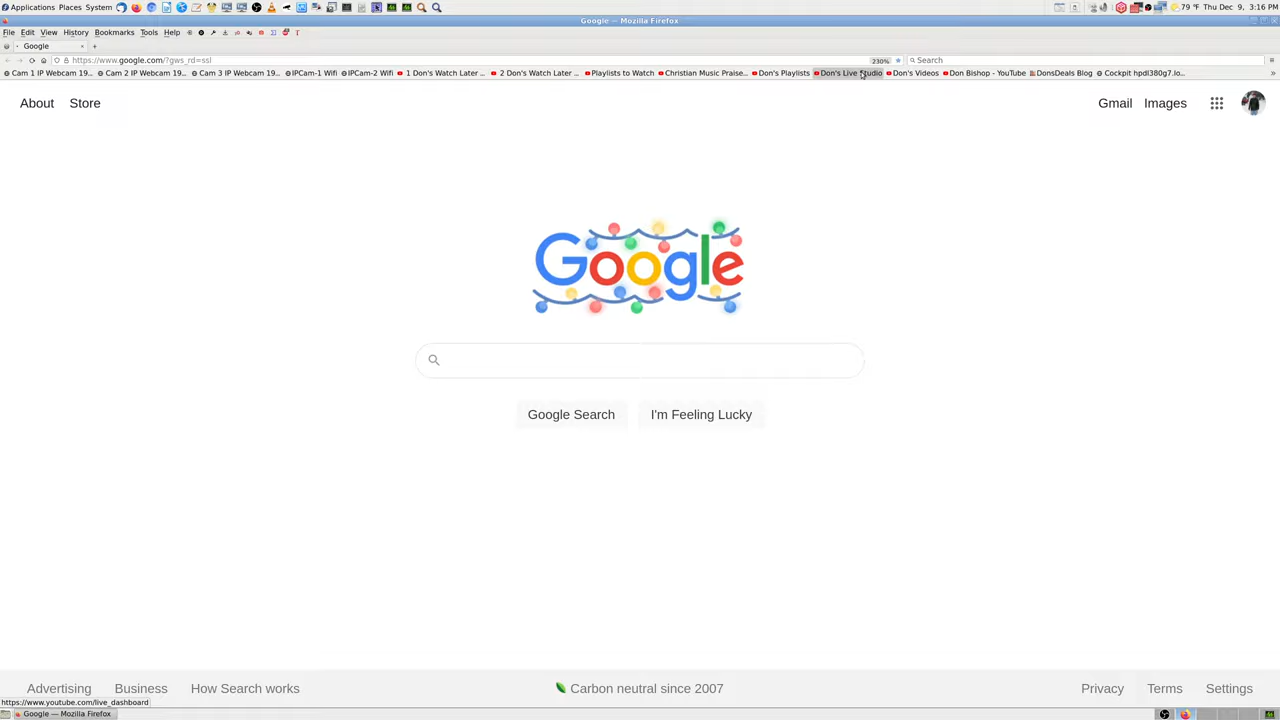 Applications Places System 79 °F Thu Dec 9, 3:16 PM
Google — Mozilla Firefox
File Edit View History Bookmarks Tools Help
Google × +
https://www.google.com/?gws_rd=ssl 230% Search
Cam 1 IP Webcam 19... Cam 2 IP Webcam 19... Cam 3 IP Webcam 19... IPCam-1 Wifi IPCam-2 Wifi 1 Don's Watch Later ... 2 Don's Watch Later ... Playlists to Watch Christian Music Praise... Don's Playlists Don's Live Studio Don's Videos Don Bishop - YouTube DonsDeals Blog Cockpit hpdl380g7.lo... »
About Store Gmail Images
Google
Google Search I'm Feeling Lucky
Advertising Business How Search works Carbon neutral since 2007 Privacy Terms Settings
https://www.youtube.com/live_dashboard
Google — Mozilla Firefox